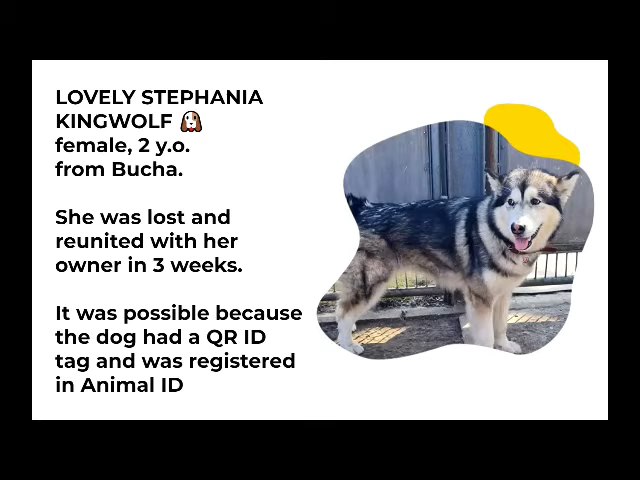 LOVELY STEPHANIA
KINGWOLF 🐶
female, 2 y.o.
from Bucha.
She was lost and
reunited with her
owner in 3 weeks.
It was possible because
the dog had a QR ID
tag and was registered
in Animal ID